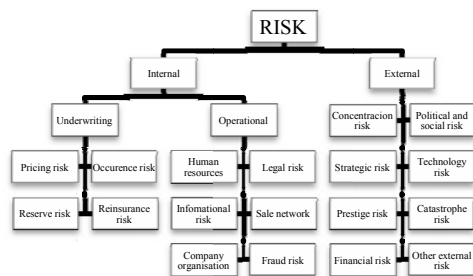 RISK
Internal
External
Underwriting
Operational
Concentracion
risk
Political and
social risk
Pricing risk
Occurence risk
Human
resources
Legal risk
Strategic risk
Technology
risk
Reserve risk
Reinsurance
risk
Infomational risk
Sale network
Prestige risk
Catastrophe
risk
Company
organisation
Fraud risk
Financial risk
Other external
risk